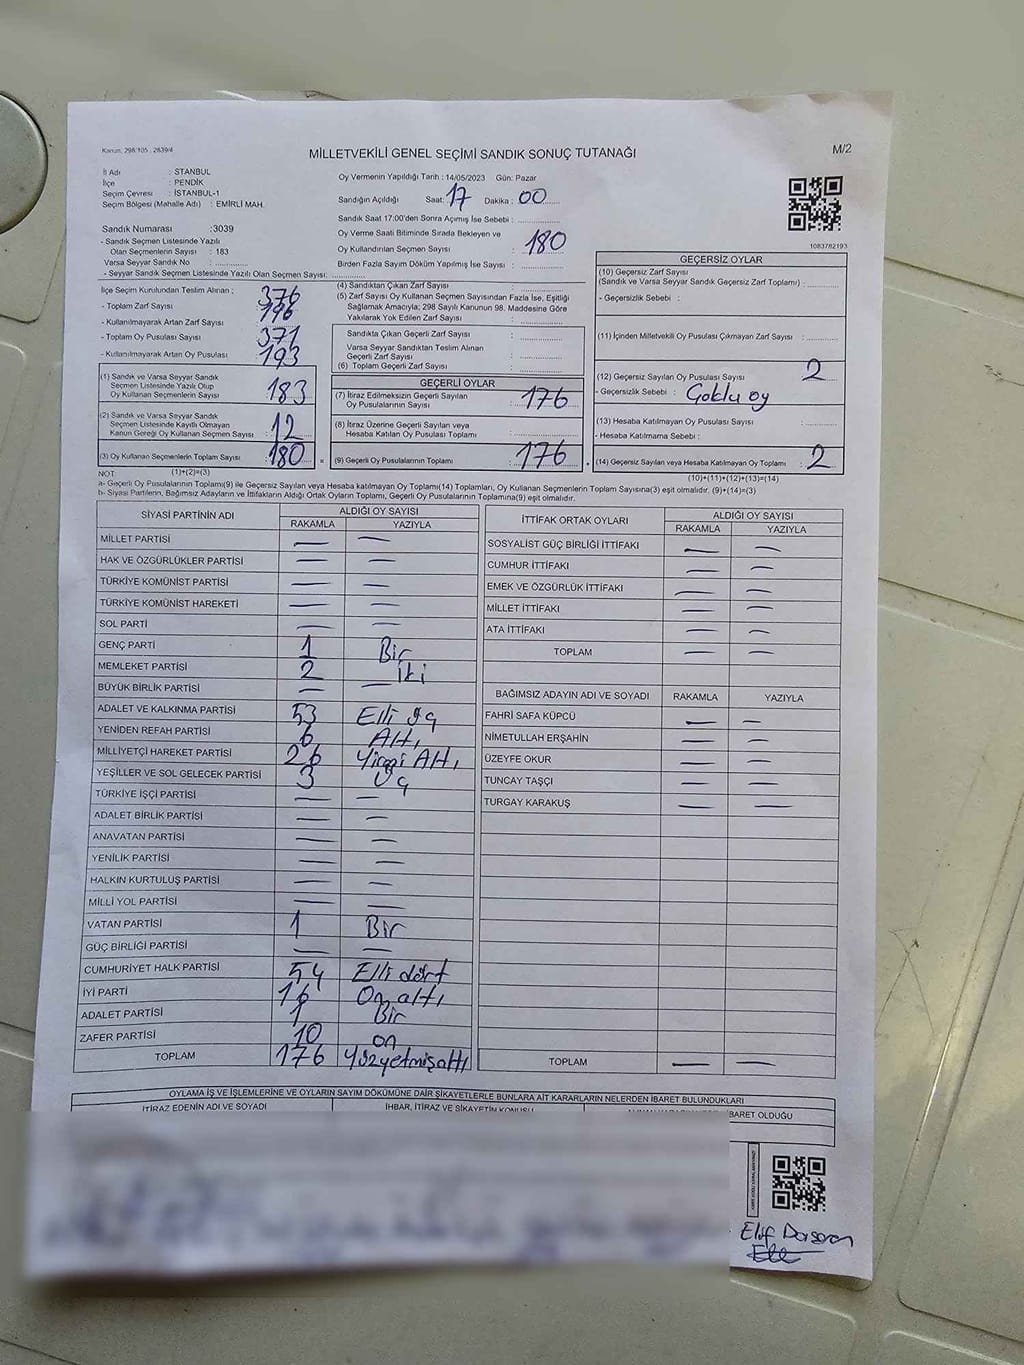 Kanun, 298/105 , 2839/4
MİLLETVEKİLİ GENEL SEÇİMİ SANDIK SONUÇ TUTANAĞI
M/2
İl Adı : STANBUL
İlçe : PENDİK
Seçim Çevresi : İSTANBUL-1
Seçim Bölgesi (Mahalle Adı) : EMİRLİ MAH.
Sandık Numarası :3039
- Sandık Seçmen Listesinde Yazılı
Olan Seçmenlerin Sayısı : 183
Varsa Seyyar Sandık No :
- Seyyar Sandık Seçmen Listesinde Yazılı Olan Seçmen Sayısı:
Oy Vermenin Yapıldığı Tarih : 14/05/2023 Gün: Pazar
Sandığın Açıldığı Saat: 17 Dakika : 00
Sandık Saat 17:00'den Sonra Açımış İse Sebebi :
Oy Verme Saati Bitiminde Sırada Bekleyen ve
Oy Kullandırılan Seçmen Sayısı : 180
Birden Fazla Sayım Döküm Yapılmış İse Sayısı :
1083782193
İlçe Seçim Kurulundan Teslim Alınan ; 376
- Toplam Zarf Sayısı : 196
- Kullanılmayarak Artan Zarf Sayısı :
- Toplam Oy Pusulası : 371
- Kullanılmayarak Artan Oy Pusulası : 193
(1) Sandık ve Varsa Seyyar Sandık
Seçmen Listesinde Yazılı Olup
Oy Kullanan Seçmenlerin Sayısı : 183
(2) Sandık ve Varsa Seyyar Sandık
Seçmen Listesinde Kayıtlı Olmayan
Kanun Gereği Oy Kullanan Seçmen Sayısı : 12
(3) Oy Kullanan Seçmenlerin Toplam Sayısı : 180
(4) Sandıktan Çıkan Zarf Sayısı :
(5) Zarf Sayısı Oy Kullanan Seçmen Sayısından Fazla İse, Eşitliği
Sağlamak Amacıyla; 298 Sayılı Kanunun 98. Maddesine Göre
Yakılarak Yok Edilen Zarf Sayısı :
Sandıkta Çıkan Geçerli Zarf Sayısı :
Varsa Seyyar Sandıktan Teslim Alınan
Geçerli Zarf Sayısı :
(6) Toplam Geçerli Zarf Sayısı :
GEÇERLİ OYLAR
(7) İtiraz Edilmeksizin Geçerli Sayılan
Oy Pusulalarının Sayısı : 176
(8) İtiraz Üzerine Geçerli Sayılan veya
Hesaba Katılan Oy Pusulası Toplamı :
(9) Geçerli Oy Pusulalarının Toplamı : 176
GEÇERSİZ OYLAR
(10) Geçersiz Zarf Sayısı
(Sandık ve Varsa Seyyar Sandık Geçersiz Zarf Toplamı) :
- Geçersizlik Sebebi :
(11) İçinden Milletvekili Oy Pusulası Çıkmayan Zarf Sayısı :
(12) Geçersiz Sayılan Oy Pusulası Sayısı : 2
- Geçersizlik Sebebi : Çoklu oy
(13) Hesaba Katılmayan Oy Pusulası Sayısı :
- Hesaba Katılmama Sebebi :
(14) Geçersiz Sayılan veya Hesaba Katılmayan Oy Toplamı : 2
NOT: (1)+(2)=(3)
(10)+(11)+(12)+(13)=(14)
a- Geçerli Oy Pusulalarının Toplamı(9) ile Geçersiz Sayılan veya Hesaba Katılmayan Oy Toplamı(14) Toplamları, Oy Kullanan Seçmenlerin Toplam Sayısına(3) eşit olmalıdır. (9)+(14)=(3)
b- Siyasi Partilerin, Bağımsız Adayların ve İttifakların Aldığı Ortak Oyların Toplamı, Geçerli Oy Pusulalarının Toplamına(9) eşit olmalıdır.
SİYASİ PARTİNİN ADI ALDIĞI OY SAYISI
RAKAMLA YAZIYLA
MİLLET PARTİSI — —
HAK VE ÖZGÜRLÜKLER PARTİSİ — —
TÜRKİYE KOMÜNİST PARTİSİ — —
TÜRKİYE KOMÜNİST HAREKETİ — —
SOL PARTİ — —
GENÇ PARTİ 1 Bir
MEMLEKET PARTİSİ 2 İki
BÜYÜK BİRLİK PARTİSİ — —
ADALET VE KALKINMA PARTİSİ 53 Elli üç
YENİDEN REFAH PARTİSİ 6 Altı
MİLLİYETÇİ HAREKET PARTİSİ 26 Yirmi Altı
YEŞİLLER VE SOL GELECEK PARTİSİ 3 Üç
TÜRKİYE İŞÇİ PARTİSİ — —
ADALET BİRLİK PARTİSİ — —
ANAVATAN PARTİSİ — —
YENİLİK PARTİSİ — —
HALKIN KURTULUŞ PARTİSİ — —
MİLLİ YOL PARTİSİ — —
VATAN PARTİSİ 1 Bir
GÜÇ BİRLİĞİ PARTİSİ — —
CUMHURİYET HALK PARTİSİ 54 Elli dört
İYİ PARTİ 16 On altı
ADALET PARTİSİ 1 Bir
ZAFER PARTİSİ 10 on
TOPLAM 176 Yüzyetmişaltı
İTTİFAK ORTAK OYLARI ALDIĞI OY SAYISI
RAKAMLA YAZIYLA
SOSYALİST GÜÇ BİRLİĞİ İTTİFAKI — —
CUMHUR İTTİFAKI — —
EMEK VE ÖZGÜRLÜK İTTİFAKI — —
MİLLET İTTİFAKI — —
ATA İTTİFAKI — —
TOPLAM — —
BAĞIMSIZ ADAYIN ADI VE SOYADI RAKAMLA YAZIYLA
FAHRİ SAFA KÜPCÜ — —
NİMETULLAH ERŞAHİN — —
ÜZEYFE OKUR — —
TUNCAY TAŞÇI — —
TURGAY KARAKUŞ — —
TOPLAM — —
OYLAMA İŞ VE İŞLEMLERİNE VE OYLARIN SAYIM DÖKÜMÜNE DAİR ŞİKAYETLERLE BUNLARA AİT KARARLARIN NELERDEN İBARET BULUNDUKLARI
İTİRAZ EDENİN ADI VE SOYADI İHBAR, İTİRAZ VE ŞİKAYETİN KONUSU İBARET OLDUĞU
Elif